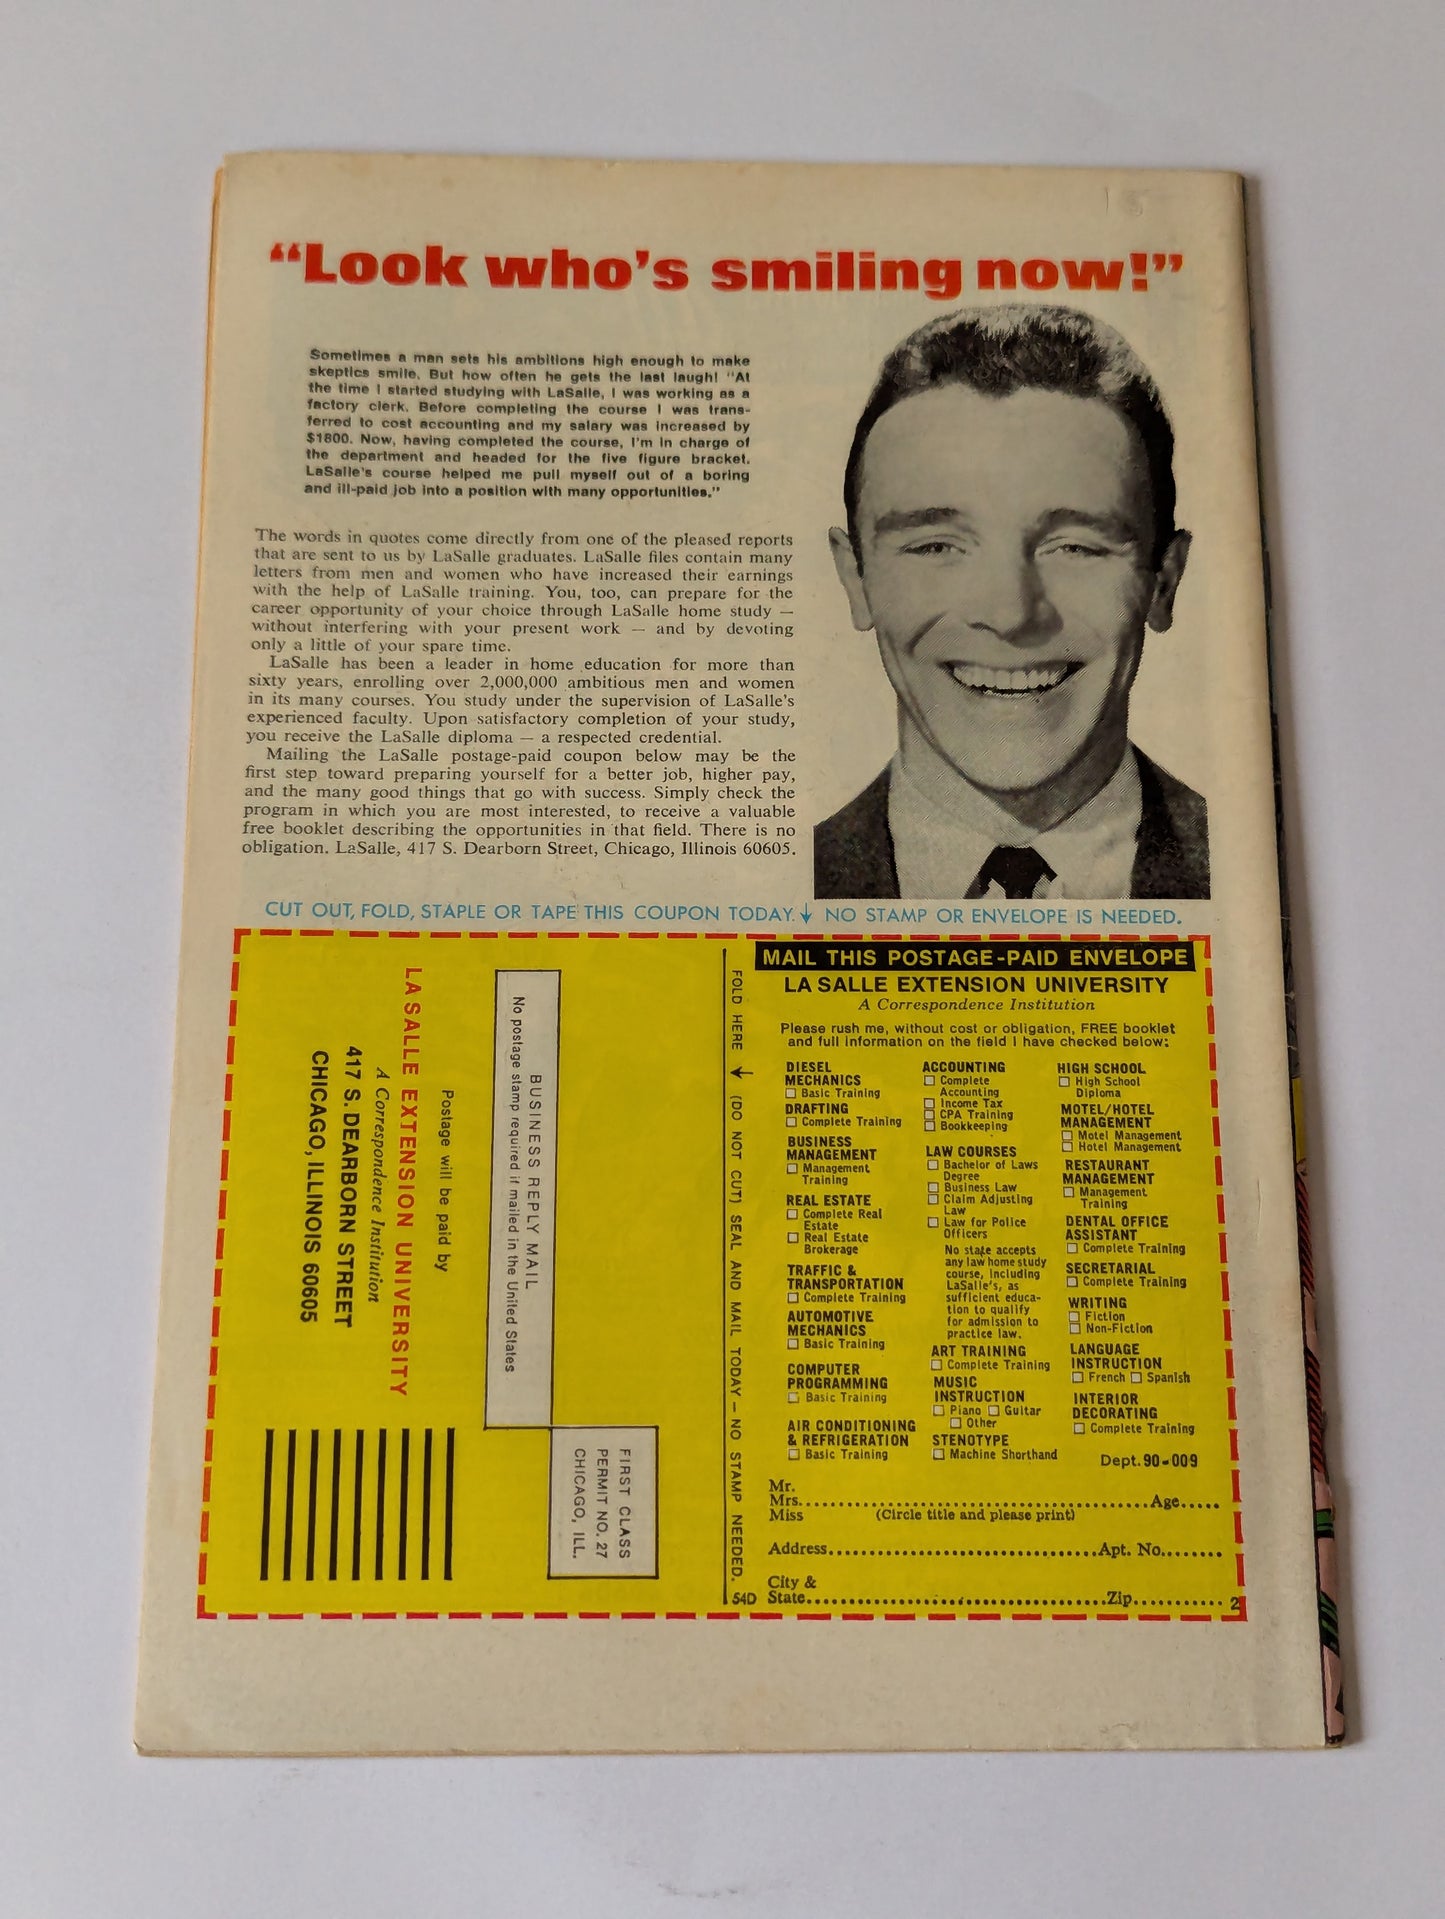 “Look who’s smiling now!”
Sometimes a man sets his ambitions high enough to make
skeptics smile. But how often he gets the last laugh! "At
the time I started studying with LaSalle, I was working as a
factory clerk. Before completing the course I was trans-
ferred to cost accounting and my salary was increased by
$1800. Now, having completed the course, I'm in charge of
the department and headed for the five figure bracket.
LaSalle's course helped me pull myself out of a boring
and ill-paid job into a position with many opportunities."
The words in quotes come directly from one of the pleased reports
that are sent to us by LaSalle graduates. LaSalle files contain many
letters from men and women who have increased their earnings
with the help of LaSalle training. You, too, can prepare for the
career opportunity of your choice through LaSalle home study —
without interfering with your present work — and by devoting
only a little of your spare time.
LaSalle has been a leader in home education for more than
sixty years, enrolling over 2,000,000 ambitious men and women
in its many courses. You study under the supervision of LaSalle's
experienced faculty. Upon satisfactory completion of your study,
you receive the LaSalle diploma — a respected credential.
Mailing the LaSalle postage-paid coupon below may be the
first step toward preparing yourself for a better job, higher pay,
and the many good things that go with success. Simply check the
program in which you are most interested, to receive a valuable
free booklet describing the opportunities in that field. There is no
obligation. LaSalle, 417 S. Dearborn Street, Chicago, Illinois 60605.
CUT OUT, FOLD, STAPLE OR TAPE THIS COUPON TODAY. ↓ NO STAMP OR ENVELOPE IS NEEDED.
BUSINESS REPLY MAIL
No postage stamp required if mailed in the United States
FIRST CLASS
PERMIT NO. 27
CHICAGO, ILL.
Postage will be paid by
LA SALLE EXTENSION UNIVERSITY
A Correspondence Institution
417 S. DEARBORN STREET
CHICAGO, ILLINOIS 60605
FOLD HERE ↓ (DO NOT CUT) SEAL AND MAIL TODAY — NO STAMP NEEDED.
54D
MAIL THIS POSTAGE-PAID ENVELOPE
LA SALLE EXTENSION UNIVERSITY
A Correspondence Institution
Please rush me, without cost or obligation, FREE booklet
and full information on the field I have checked below:
DIESEL
MECHANICS
☐ Basic Training
DRAFTING
☐ Complete Training
BUSINESS
MANAGEMENT
☐ Management
Training
REAL ESTATE
☐ Complete Real
Estate
☐ Real Estate
Brokerage
TRAFFIC &
TRANSPORTATION
☐ Complete Training
AUTOMOTIVE
MECHANICS
☐ Basic Training
COMPUTER
PROGRAMMING
☐ Basic Training
AIR CONDITIONING
& REFRIGERATION
☐ Basic Training
ACCOUNTING
☐ Complete
Accounting
☐ Income Tax
☐ CPA Training
☐ Bookkeeping
LAW COURSES
☐ Bachelor of Laws
Degree
☐ Business Law
☐ Claim Adjusting
Law
☐ Law for Police
Officers
No state accepts
any law home study
course, including
LaSalle's, as
sufficient educa-
tion to qualify
for admission to
practice law.
ART TRAINING
☐ Complete Training
MUSIC
INSTRUCTION
☐ Piano ☐ Guitar
☐ Other
STENOTYPE
☐ Machine Shorthand
HIGH SCHOOL
☐ High School
Diploma
MOTEL/HOTEL
MANAGEMENT
☐ Motel Management
☐ Hotel Management
RESTAURANT
MANAGEMENT
☐ Management
Training
DENTAL OFFICE
ASSISTANT
☐ Complete Training
SECRETARIAL
☐ Complete Training
WRITING
☐ Fiction
☐ Non-Fiction
LANGUAGE
INSTRUCTION
☐ French ☐ Spanish
INTERIOR
DECORATING
☐ Complete Training
Dept. 90-009
Mr.
Mrs. Age
Miss (Circle title and please print)
Address Apt. No.
City &
State Zip 2